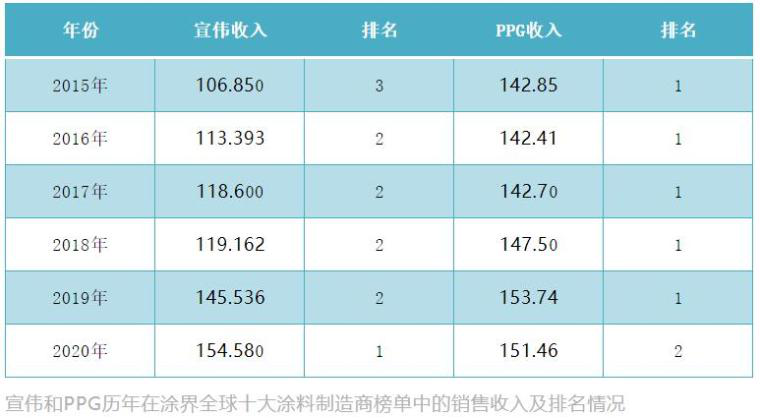 年份 宣伟收入 排名 PPG收入 排名
2015年 106.850 3 142.85 1
2016年 113.393 2 142.41 1
2017年 118.600 2 142.70 1
2018年 119.162 2 147.50 1
2019年 145.536 2 153.74 1
2020年 154.580 1 151.46 2
宣伟和PPG历年在涂界全球十大涂料制造商榜单中的销售收入及排名情况